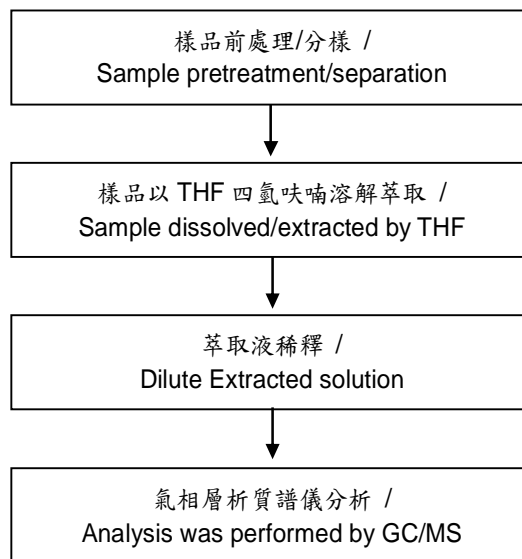 樣品前處理/分樣 /
Sample pretreatment/separation
樣品以 THF 四氫呋喃溶解萃取 /
Sample dissolved/extracted by THF
萃取液稀釋 /
Dilute Extracted solution
氣相層析質譜儀分析 /
Analysis was performed by GC/MS